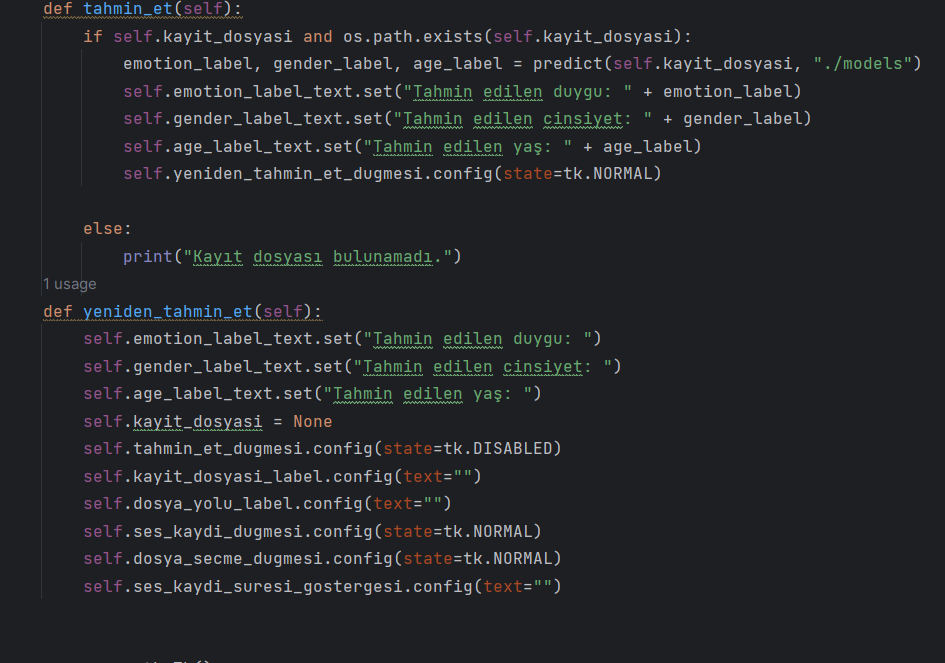 def tahmin_et(self):
    if self.kayit_dosyasi and os.path.exists(self.kayit_dosyasi):
        emotion_label, gender_label, age_label = predict(self.kayit_dosyasi, "./models")
        self.emotion_label_text.set("Tahmin edilen duygu: " + emotion_label)
        self.gender_label_text.set("Tahmin edilen cinsiyet: " + gender_label)
        self.age_label_text.set("Tahmin edilen yaş: " + age_label)
        self.yeniden_tahmin_et_dugmesi.config(state=tk.NORMAL)
    else:
        print("Kayıt dosyası bulunamadı.")
1 usage
def yeniden_tahmin_et(self):
    self.emotion_label_text.set("Tahmin edilen duygu: ")
    self.gender_label_text.set("Tahmin edilen cinsiyet: ")
    self.age_label_text.set("Tahmin edilen yaş: ")
    self.kayit_dosyasi = None
    self.tahmin_et_dugmesi.config(state=tk.DISABLED)
    self.kayit_dosyasi_label.config(text="")
    self.dosya_yolu_label.config(text="")
    self.ses_kaydi_dugmesi.config(state=tk.NORMAL)
    self.dosya_secme_dugmesi.config(state=tk.NORMAL)
    self.ses_kaydi_suresi_gostergesi.config(text="")